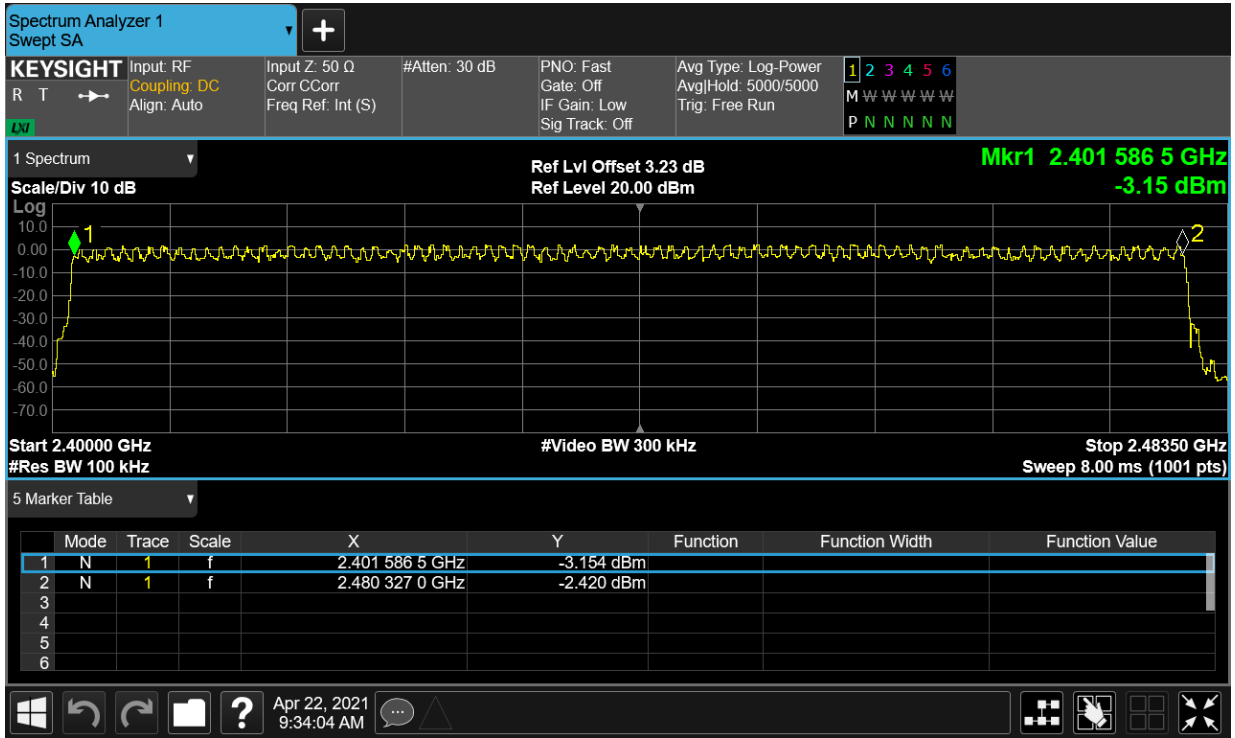 Spectrum Analyzer 1
Swept SA
+
KEYSIGHT
R T
LXI
Input: RF
Coupling: DC
Align: Auto
Input Z: 50 Ω
Corr CCorr
Freq Ref: Int (S)
#Atten: 30 dB
PNO: Fast
Gate: Off
IF Gain: Low
Sig Track: Off
Avg Type: Log-Power
Avg|Hold: 5000/5000
Trig: Free Run
1 2 3 4 5 6
M W W W W W
P N N N N N
1 Spectrum
Scale/Div 10 dB
Ref Lvl Offset 3.23 dB
Ref Level 20.00 dBm
Mkr1 2.401 586 5 GHz
-3.15 dBm
Log
10.0
0.00
-10.0
-20.0
-30.0
-40.0
-50.0
-60.0
-70.0
1
2
Start 2.40000 GHz
#Res BW 100 kHz
#Video BW 300 kHz
Stop 2.48350 GHz
Sweep 8.00 ms (1001 pts)
5 Marker Table
Mode Trace Scale X Y Function Function Width Function Value
1 N 1 f 2.401 586 5 GHz -3.154 dBm
2 N 1 f 2.480 327 0 GHz -2.420 dBm
3
4
5
6
?
Apr 22, 2021
9:34:04 AM